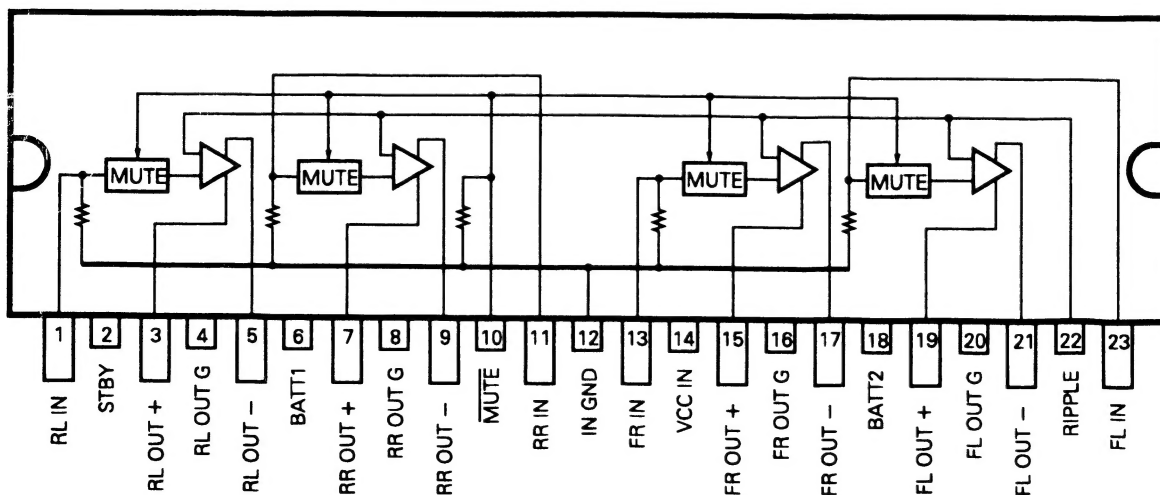 MUTE
MUTE
MUTE
MUTE
1 2 3 4 5 6 7 8 9 10 11 12 13 14 15 16 17 18 19 20 21 22 23
RL IN
STBY
RL OUT +
RL OUT G
RL OUT -
BATT1
RR OUT +
RR OUT G
RR OUT -
MUTE
RR IN
IN GND
FR IN
VCC IN
FR OUT +
FR OUT G
FR OUT -
BATT2
FL OUT +
FL OUT G
FL OUT -
RIPPLE
FL IN